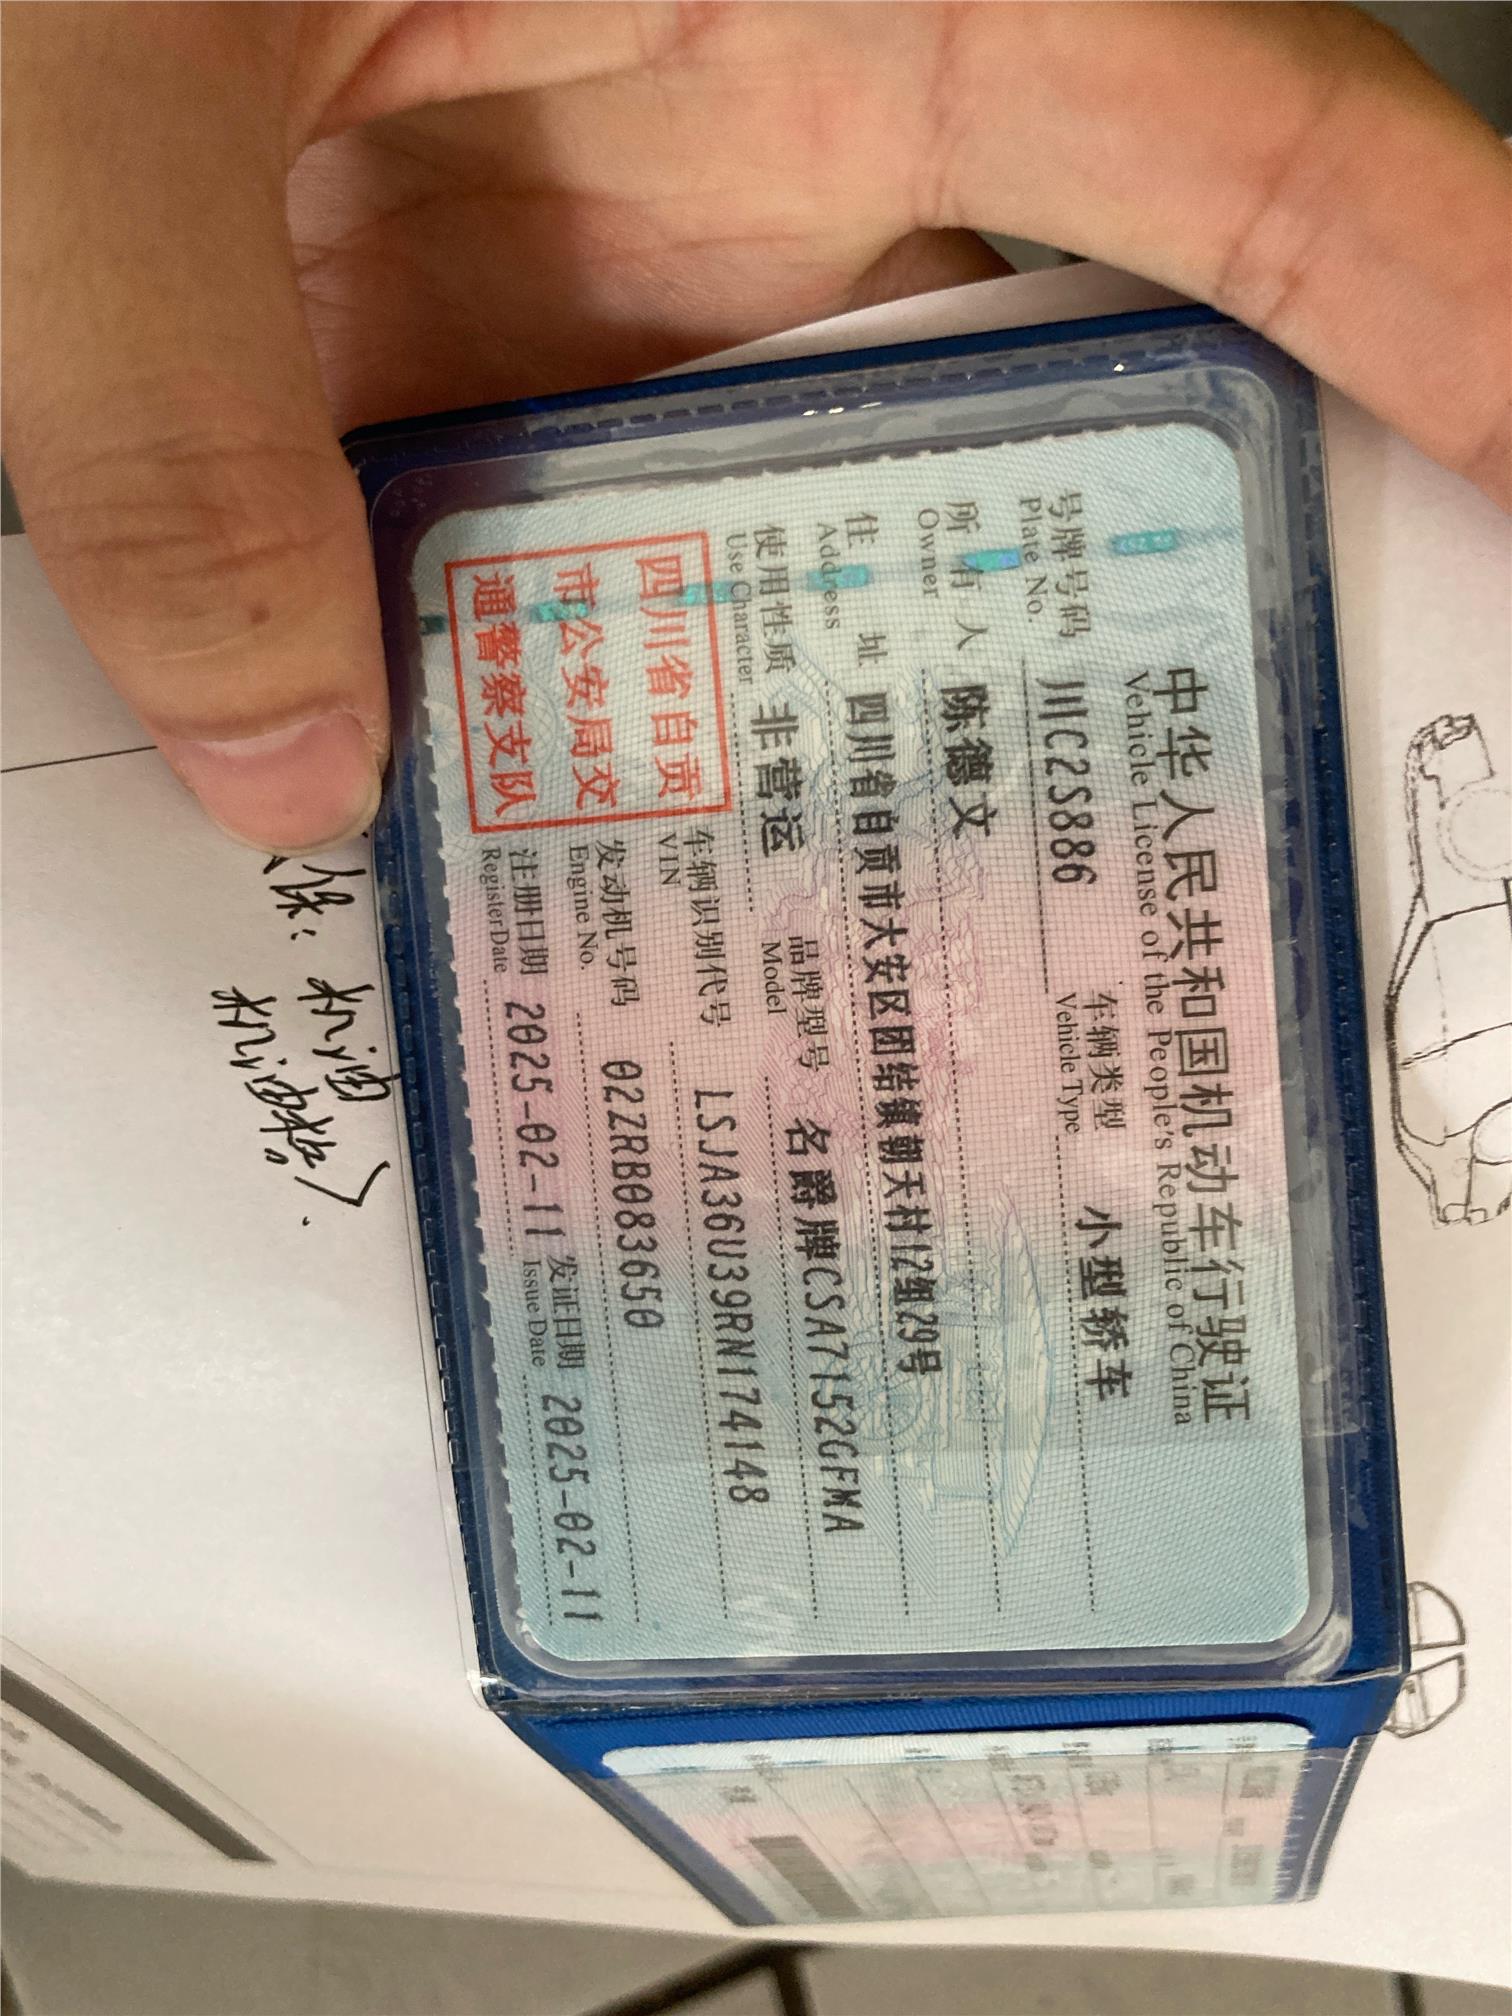 中华人民共和国机动车行驶证
Vehicle License of the People's Republic of China
号牌号码 川C2S886 车辆类型 小型轿车
Plate No. Vehicle Type
所有人 陈德文
Owner
住址 四川省自贡市大安区团结镇朝天村12组29号
Address
使用性质 非营运 品牌型号 名爵牌CSA7152GFMA
Use Character Model
四川省自贡
市公安局交
通警察支队
车辆识别代号 LSJA36U39RN174148
VIN
发动机号码 02ZRB083650
Engine No.
注册日期 2025-02-11 发证日期 2025-02-11
Register Date Issue Date
保: 机油
机油格